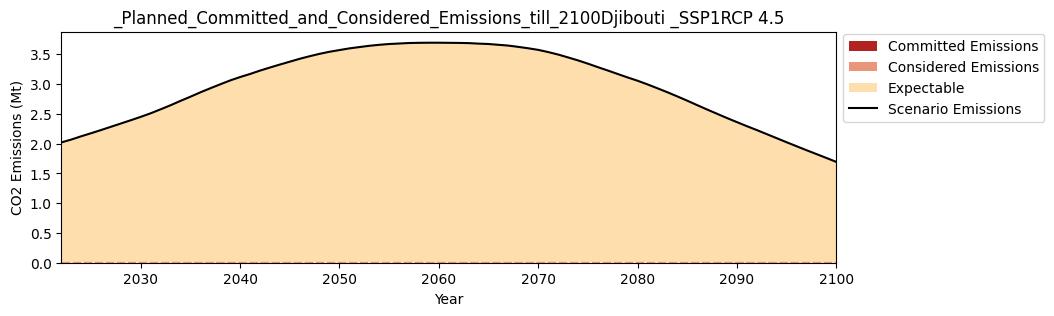 _Planned_Committed_and_Considered_Emissions_till_2100Djibouti _SSP1RCP 4.5
CO2 Emissions (Mt)
3.5
3.0
2.5
2.0
1.5
1.0
0.5
0.0
2030 2040 2050 2060 2070 2080 2090 2100
Year
Committed Emissions
Considered Emissions
Expectable
Scenario Emissions